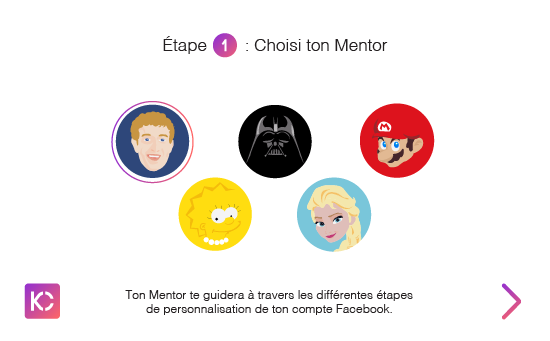 Étape 1 : Choisi ton Mentor
M
Ton Mentor te guidera à travers les différentes étapes
de personnalisation de ton compte Facebook.
KC